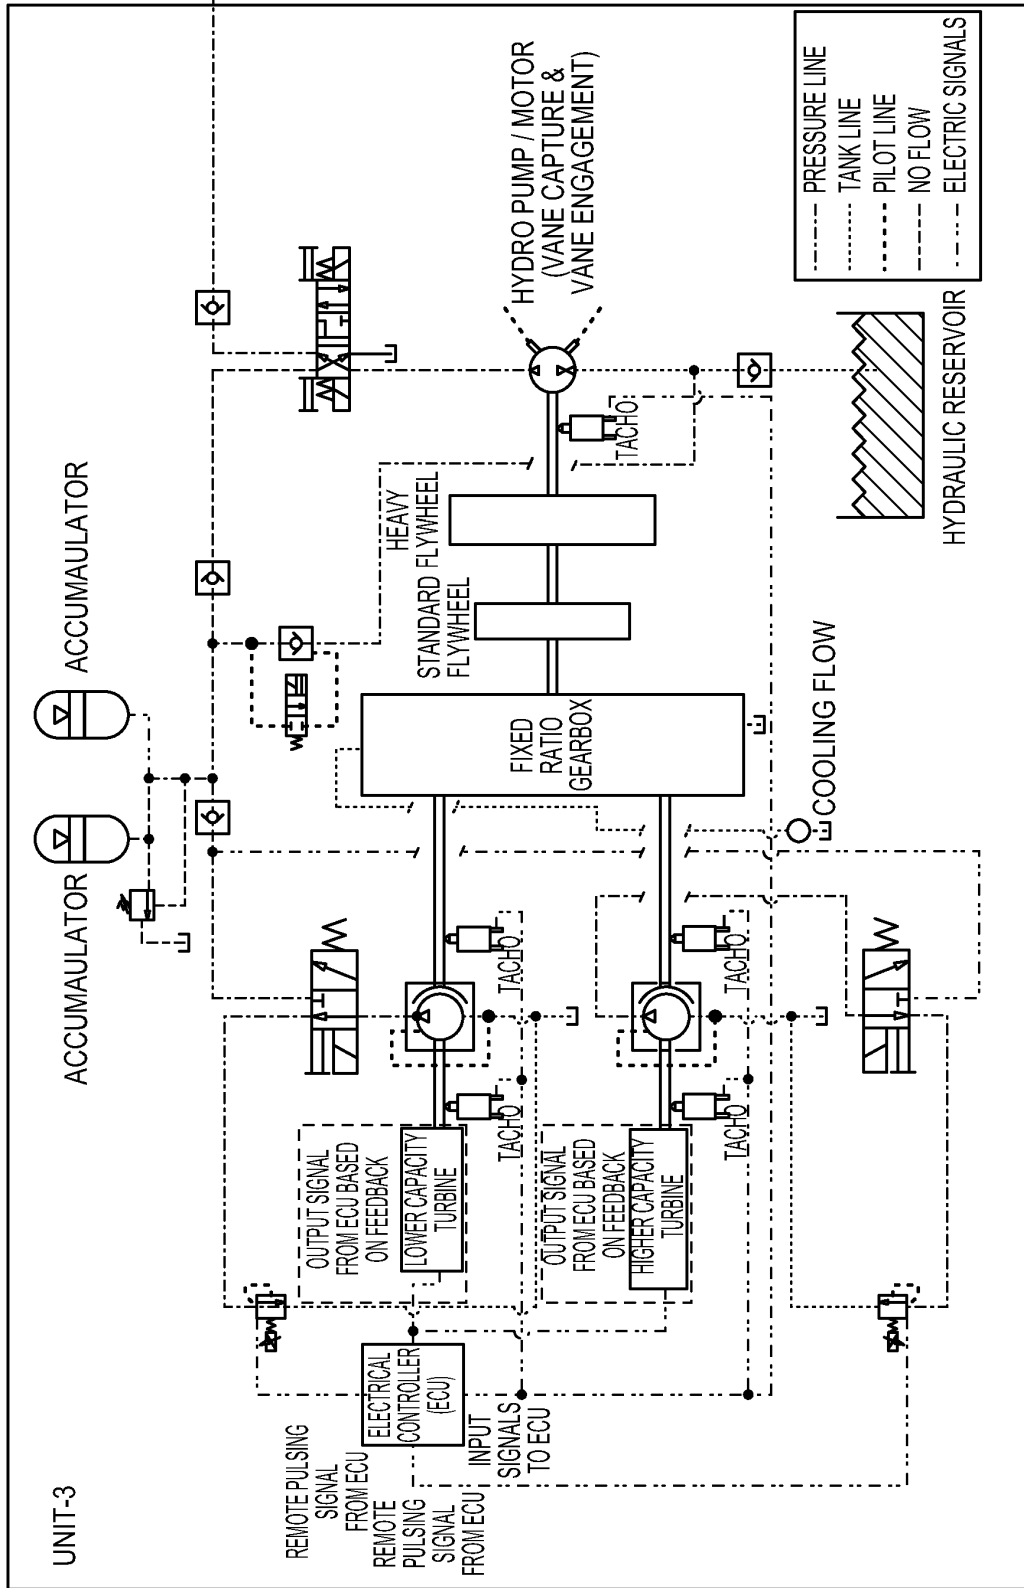 UNIT-3
ACCUMAULATOR
ACCUMAULATOR
REMOTE PULSING
SIGNAL
FROM ECU
REMOTE
PULSING
SIGNAL
FROM ECU
ELECTRICAL
CONTROLLER
(ECU)
INPUT
SIGNALS
TO ECU
OUTPUT SIGNAL
FROM ECU BASED
ON FEEDBACK
LOWER CAPACITY
TURBINE
TACHO
TACHO
OUTPUT SIGNAL
FROM ECU BASED
ON FEEDBACK
HIGHER CAPACITY
TURBINE
TACHO
TACHO
FIXED
RATIO
GEARBOX
COOLING FLOW
STANDARD
FLYWHEEL
HEAVY
FLYWHEEL
TACHO
HYDRO PUMP / MOTOR
(VANE CAPTURE &
VANE ENGAGEMENT)
HYDRAULIC RESERVOIR
PRESSURE LINE
TANK LINE
PILOT LINE
NO FLOW
ELECTRIC SIGNALS